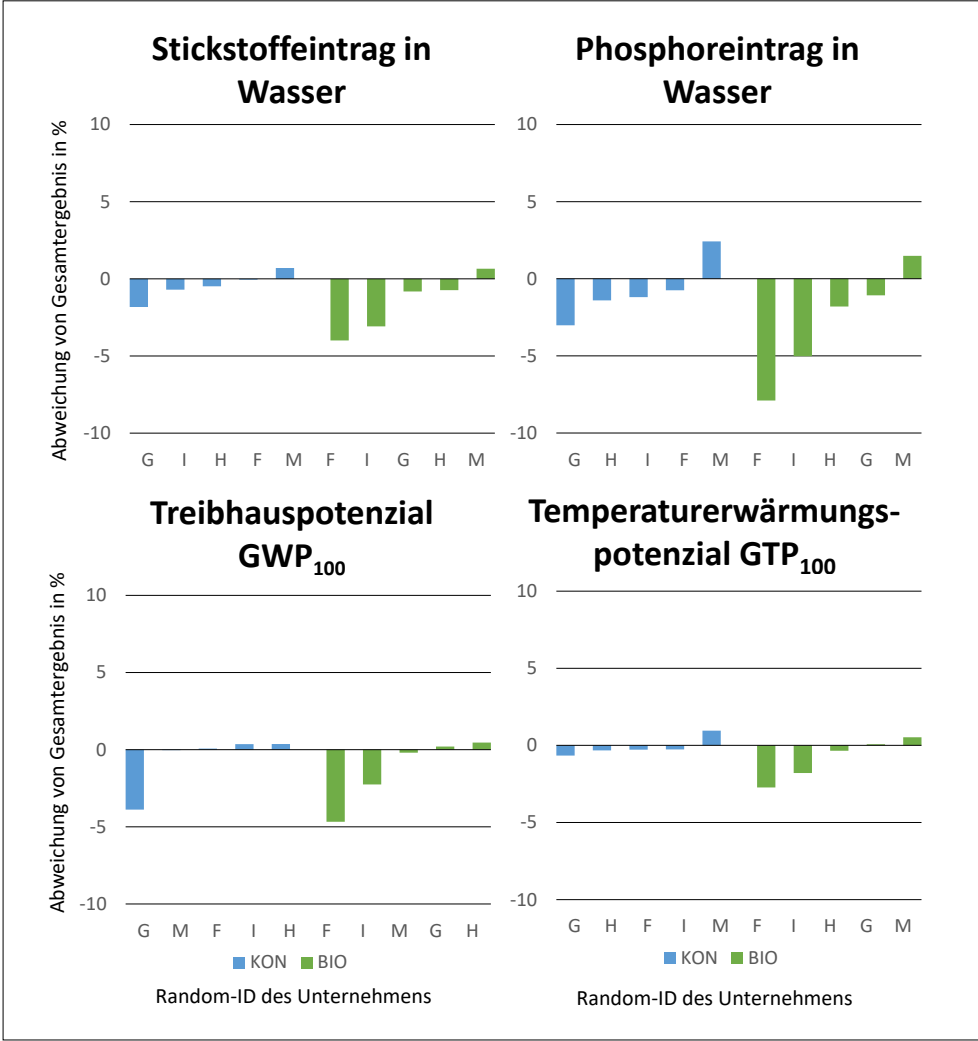 Stickstoffeintrag in
Wasser
Abweichung von Gesamtergebnis in %
10
5
0
-5
-10
G I H F M F I G H M
Phosphoreintrag in
Wasser
10
5
0
-5
-10
G H I F M F I H G M
Treibhauspotenzial
GWP100
Abweichung von Gesamtergebnis in %
10
5
0
-5
-10
G M F I H F I M G H
KON BIO
Random-ID des Unternehmens
Temperaturerwärmungs-
potenzial GTP100
10
5
0
-5
-10
G H F I M F I H G M
KON BIO
Random-ID des Unternehmens